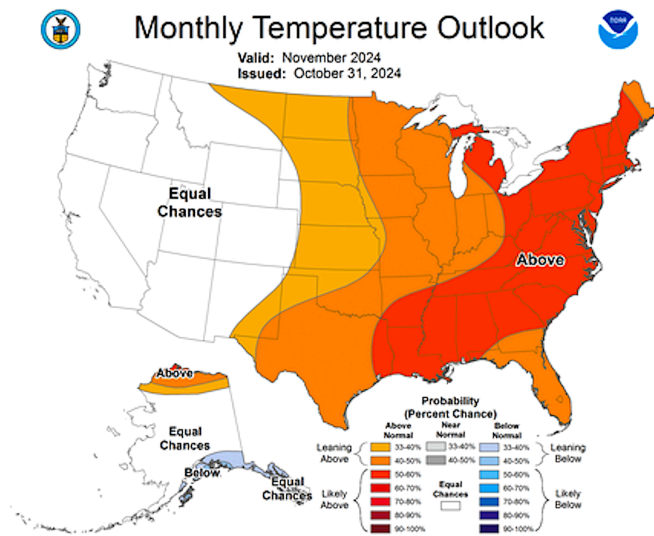 Monthly Temperature Outlook
NOAA
Valid: November 2024
Issued: October 31, 2024
Equal
Chances
Above
Above
Equal
Chances
Below
Equal
Chances
Probability
(Percent Chance)
Above Normal
Near Normal
Below Normal
Leaning Above
33-40%
40-50%
Likely Above
50-60%
60-70%
70-80%
80-90%
90-100%
33-40%
40-50%
Equal Chances
33-40%
40-50%
Leaning Below
50-60%
60-70%
70-80%
80-90%
90-100%
Likely Below